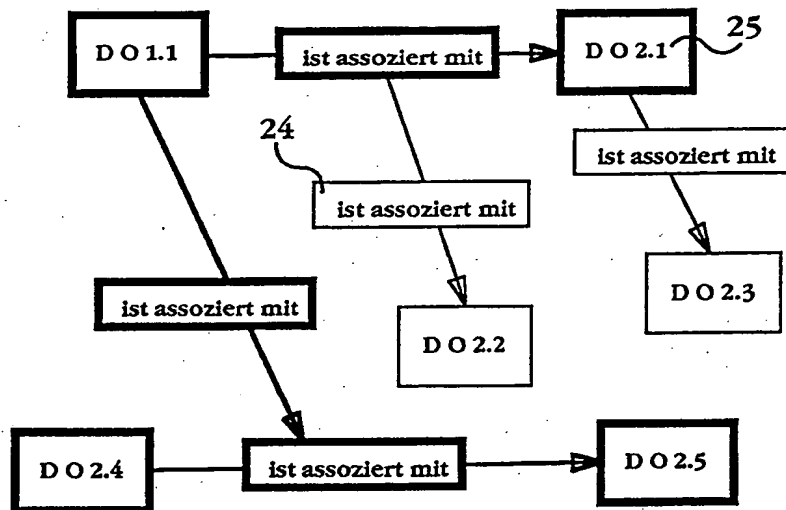 25
D O 1.1
ist assoziert mit
D O 2.1
24
ist assoziert mit
ist assoziert mit
D O 2.3
ist assoziert mit
D O 2.2
D O 2.4
ist assoziert mit
D O 2.5